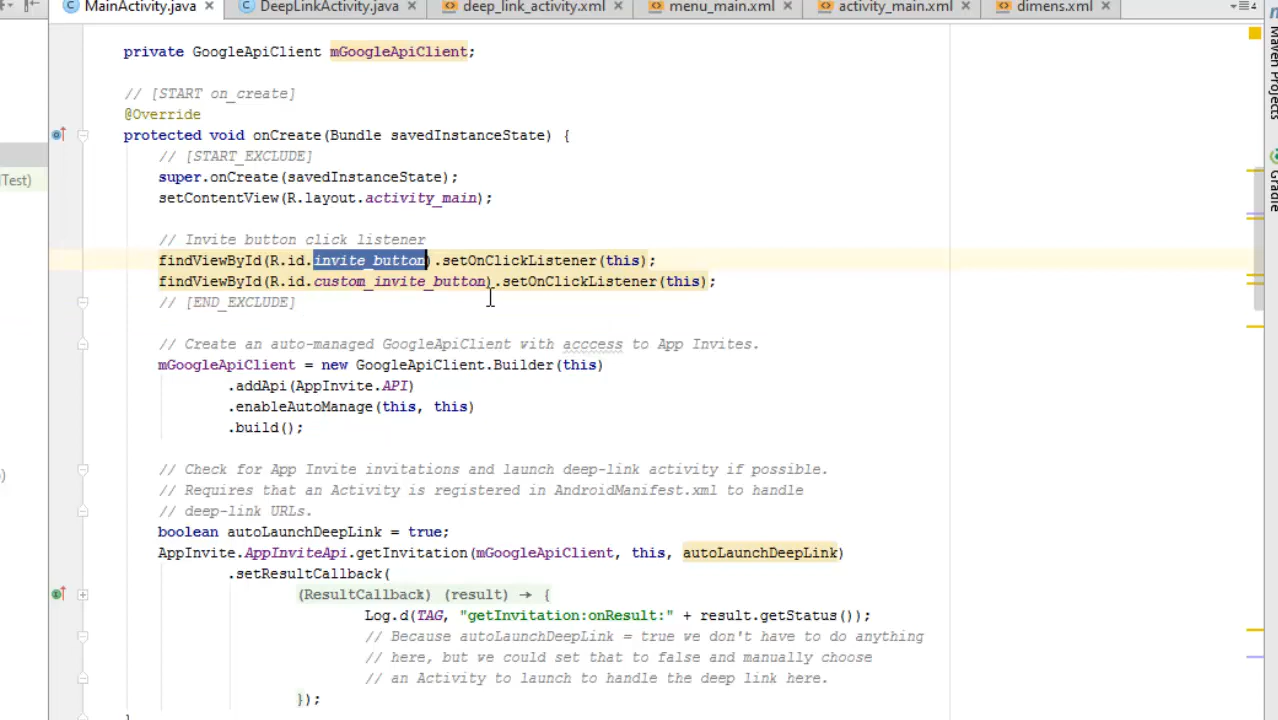 MainActivity.java
DeepLinkActivity.java
deep_link_activity.xml
menu_main.xml
activity_main.xml
dimens.xml
private GoogleApiClient mGoogleApiClient;
// [START on_create]
@Override
protected void onCreate(Bundle savedInstanceState) {
// [START_EXCLUDE]
super.onCreate(savedInstanceState);
setContentView(R.layout.activity_main);
// Invite button click listener
findViewById(R.id.invite_button).setOnClickListener(this);
findViewById(R.id.custom_invite_button).setOnClickListener(this);
// [END_EXCLUDE]
// Create an auto-managed GoogleApiClient with acccess to App Invites.
mGoogleApiClient = new GoogleApiClient.Builder(this)
.addApi(AppInvite.API)
.enableAutoManage(this, this)
.build();
// Check for App Invite invitations and launch deep-link activity if possible.
// Requires that an Activity is registered in AndroidManifest.xml to handle
// deep-link URLs.
boolean autoLaunchDeepLink = true;
AppInvite.AppInviteApi.getInvitation(mGoogleApiClient, this, autoLaunchDeepLink)
.setResultCallback(
(ResultCallback) (result) → {
Log.d(TAG, "getInvitation:onResult:" + result.getStatus());
// Because autoLaunchDeepLink = true we don't have to do anything
// here, but we could set that to false and manually choose
// an Activity to launch to handle the deep link here.
});
}
Test)
)
Maven Projects
Gradle